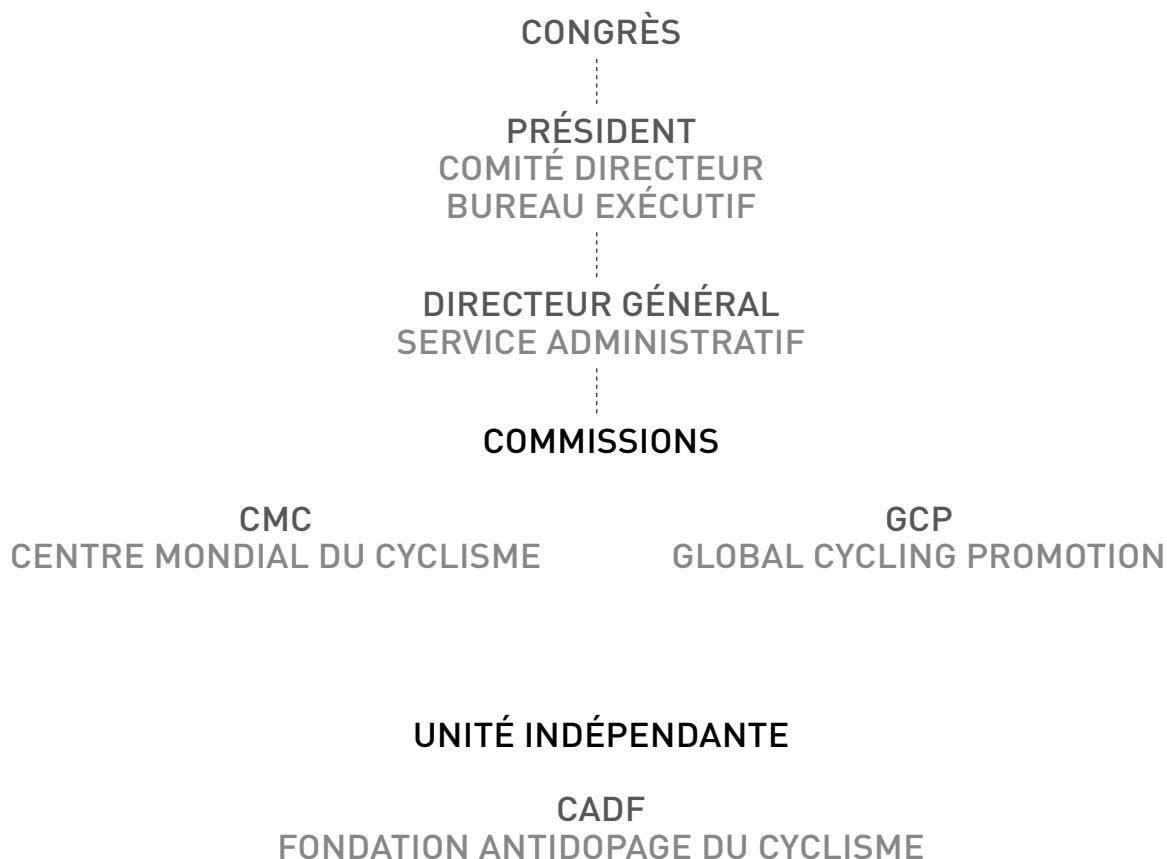 CONGRÈS
PRÉSIDENT
COMITÉ DIRECTEUR
BUREAU EXÉCUTIF
DIRECTEUR GÉNÉRAL
SERVICE ADMINISTRATIF
COMMISSIONS
CMC
CENTRE MONDIAL DU CYCLISME
GCP
GLOBAL CYCLING PROMOTION
UNITÉ INDÉPENDANTE
CADF
FONDATION ANTIDOPAGE DU CYCLISME